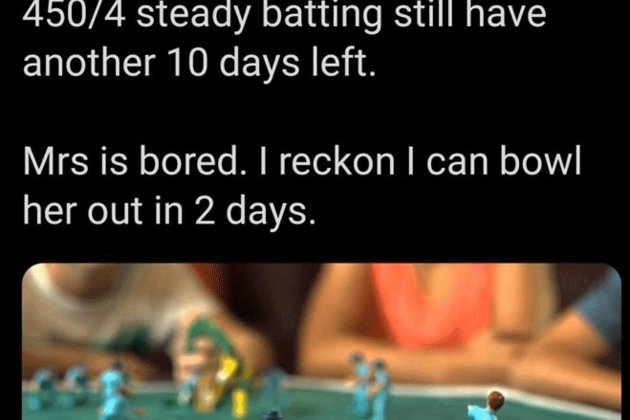 450/4 steady batting still have
another 10 days left.
Mrs is bored. I reckon I can bowl
her out in 2 days.